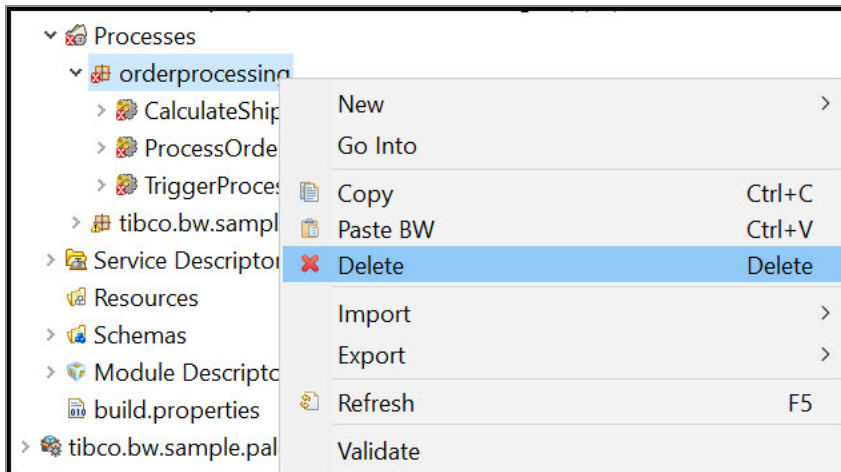 Processes
orderprocessing
New
CalculateShip
Go Into
ProcessOrde
TriggerProces
Copy Ctrl+C
tibco.bw.sampl
Paste BW Ctrl+V
Service Descriptor
Delete Delete
Resources
Import
Schemas
Export
Module Descripto
build.properties
Refresh F5
tibco.bw.sample.pal
Validate